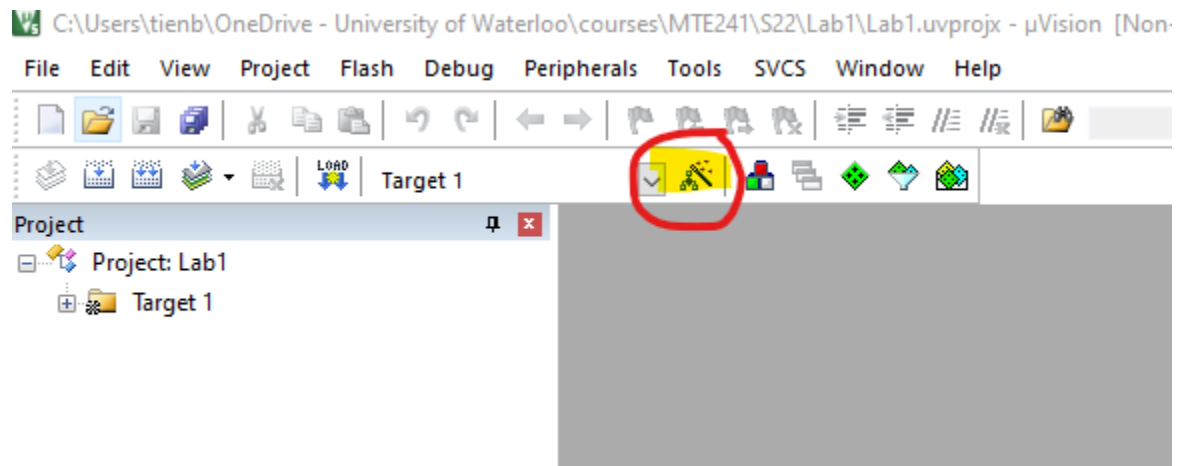 C:\Users\tienb\OneDrive - University of Waterloo\courses\MTE241\S22\Lab1\Lab1.uvprojx - µVision [Non-
File Edit View Project Flash Debug Peripherals Tools SVCS Window Help
LOAD
Target 1
Project
Project: Lab1
Target 1